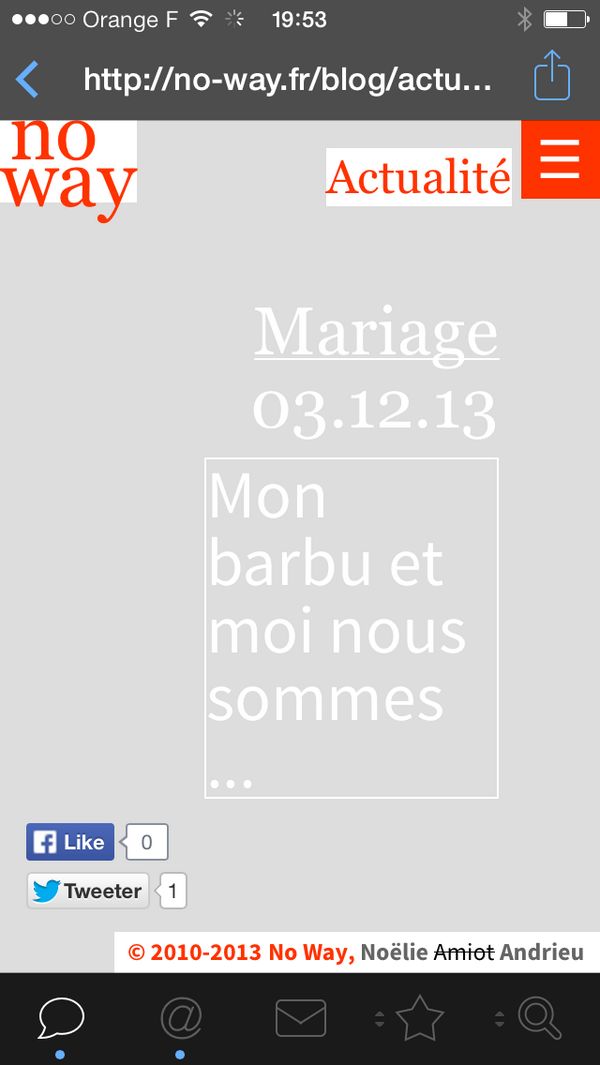 Orange F 19:53
http://no-way.fr/blog/actu...
no
way
Actualité
Mariage
03.12.13
Mon
barbu et
moi nous
sommes
...
Like 0
Tweeter 1
© 2010-2013 No Way, Noëlie Amiot Andrieu